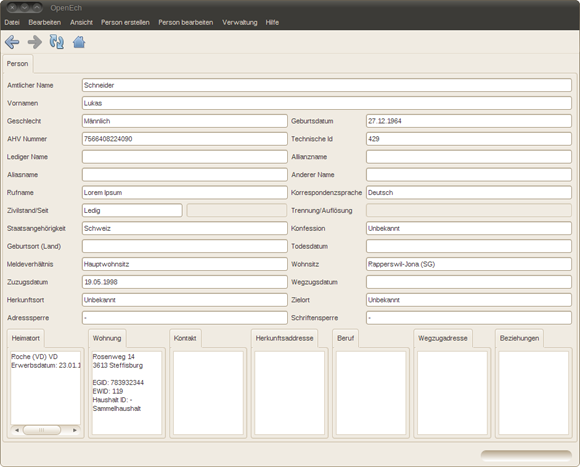 OpenEch
Datei Bearbeiten Ansicht Person erstellen Person bearbeiten Verwaltung Hilfe
Person
Amtlicher Name Schneider
Vornamen Lukas
Geschlecht Männlich Geburtsdatum 27.12.1964
AHV Nummer 7566408224090 Technische Id 429
Lediger Name Allianzname
Aliasname Anderer Name
Rufname Lorem Ipsum Korrespondenzsprache Deutsch
Zivilstand/Seit Ledig Trennung/Auflösung
Staatsangehörigkeit Schweiz Konfession Unbekannt
Geburtsort (Land) Todesdatum
Meldeverhältnis Hauptwohnsitz Wohnsitz Rapperswil-Jona (SG)
Zuzugsdatum 19.05.1998 Wegzugsdatum
Herkunftsort Unbekannt Zielort Unbekannt
Adresssperre - Schriftensperre -
Heimatort Wohnung Kontakt Herkunftsaddresse Beruf Wegzugadresse Beziehungen
Roche (VD) VD
Erwerbsdatum: 23.01.1
Rosenweg 14
3613 Steffisburg
EGID: 783932344
EWID: 119
Haushalt ID: -
Sammelhaushalt